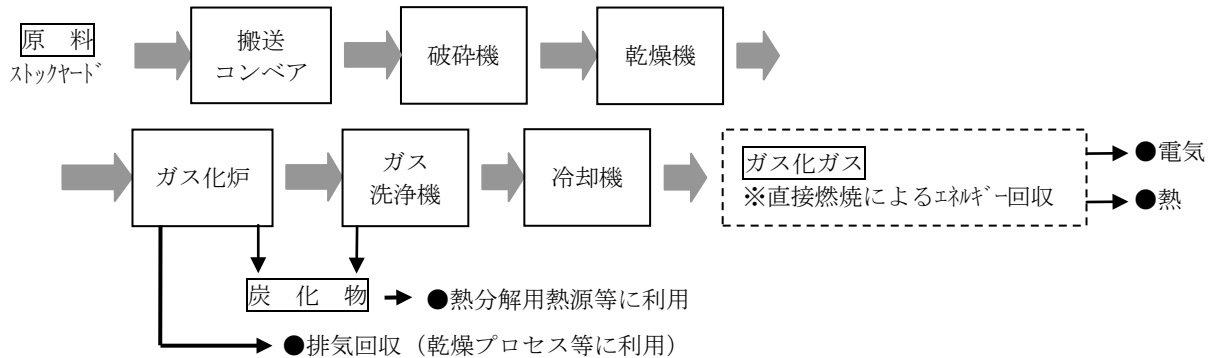 原　料
ストックヤード
搬送
コンベア
破砕機
乾燥機
ガス化炉
ガス
洗浄機
冷却機
ガス化ガス
※直接燃焼によるエネルギー回収
●電気
●熱
炭　化　物
●熱分解用熱源等に利用
●排気回収（乾燥プロセス等に利用）